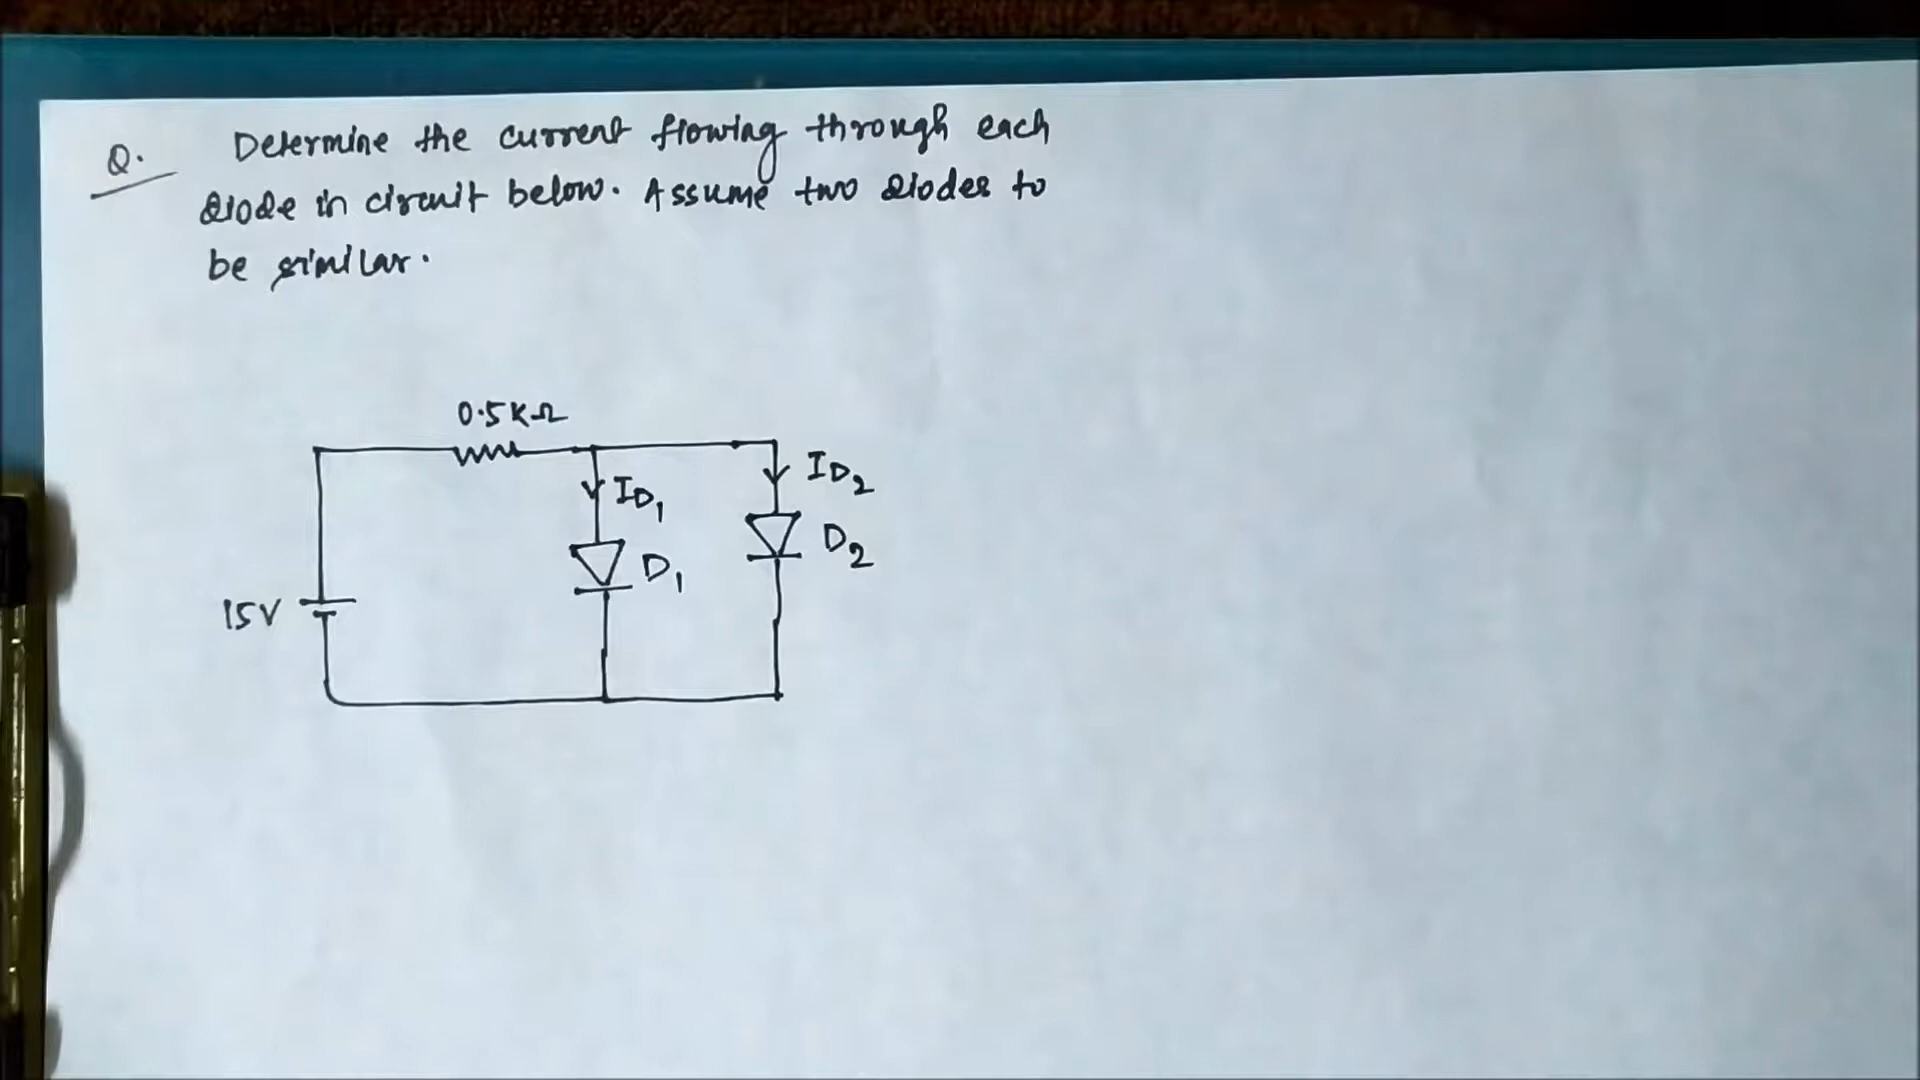 Q. Determine the current flowing through each
diode in circuit below. Assume two diodes to
be similar.
0.5KΩ
ID1
ID2
D1
D2
15V